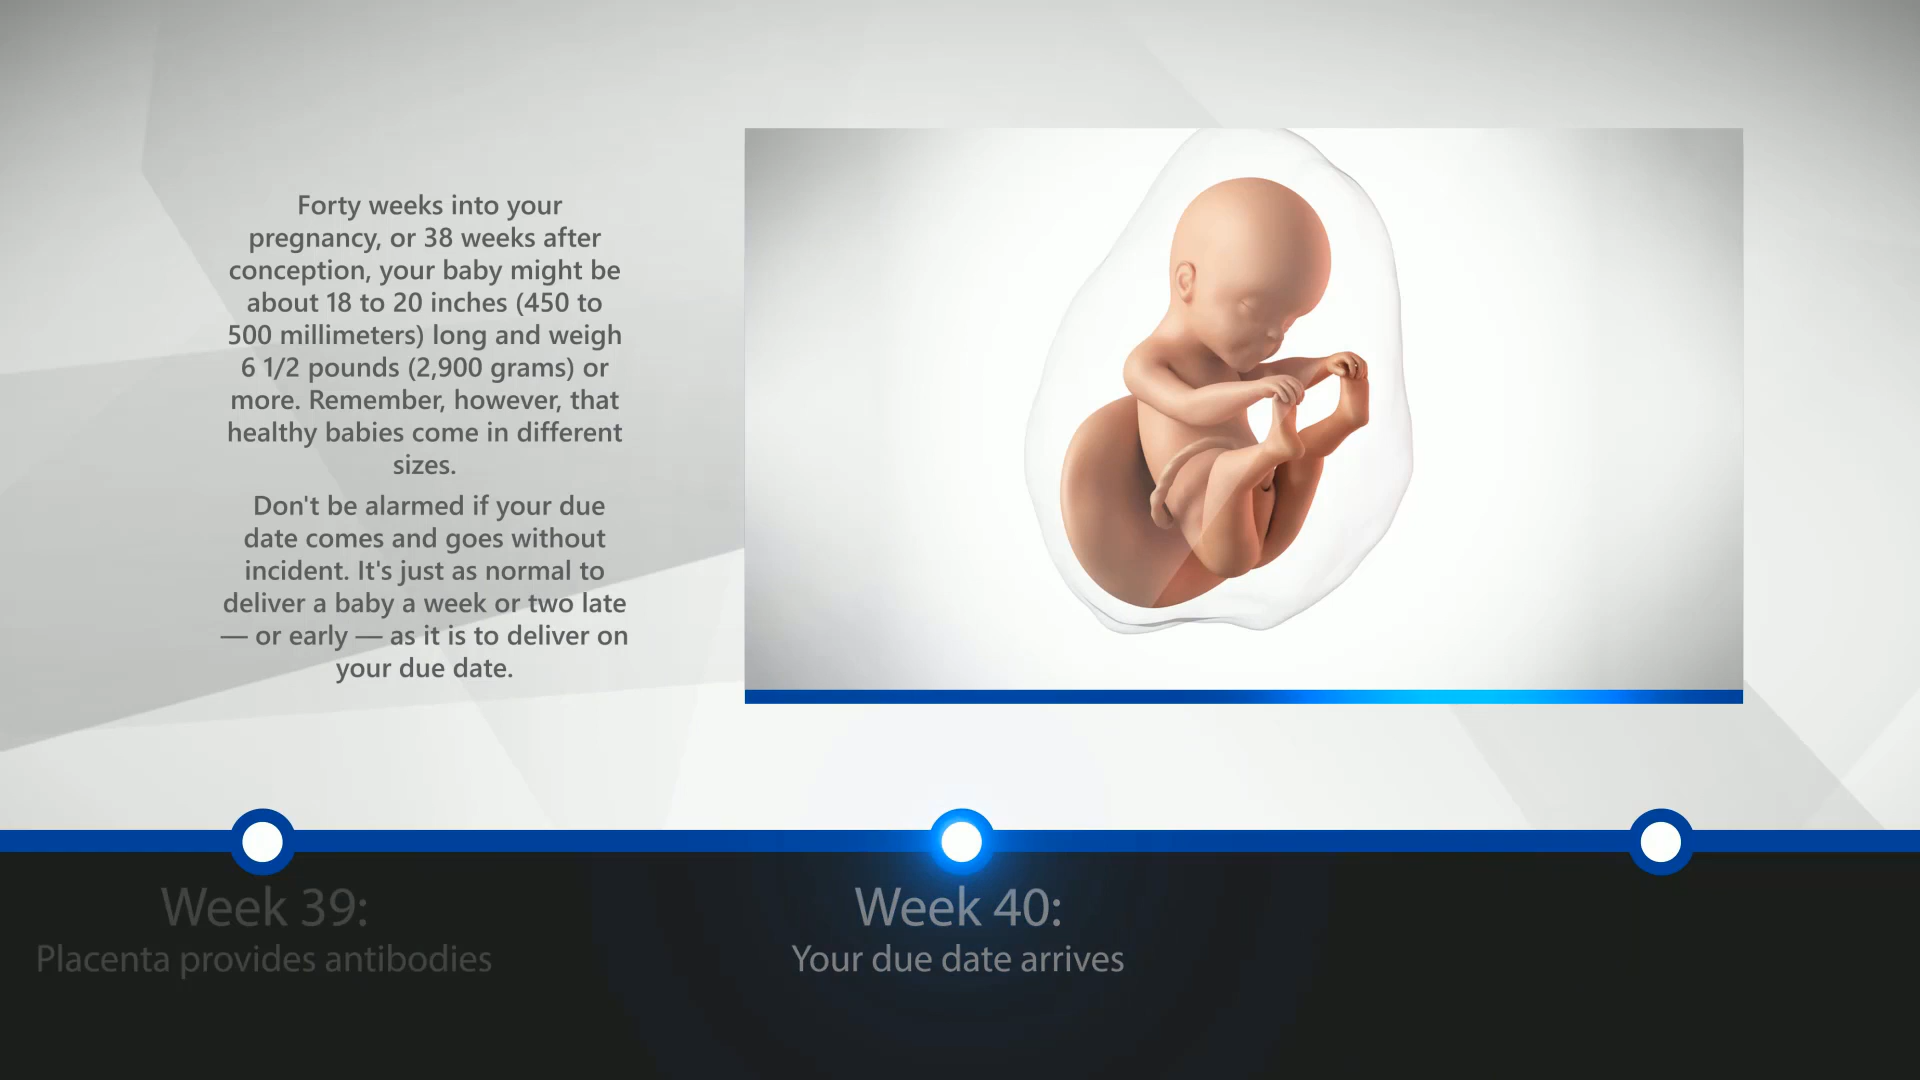 Forty weeks into your
pregnancy, or 38 weeks after
conception, your baby might be
about 18 to 20 inches (450 to
500 millimeters) long and weigh
6 1/2 pounds (2,900 grams) or
more. Remember, however, that
healthy babies come in different
sizes.
Don't be alarmed if your due
date comes and goes without
incident. It's just as normal to
deliver a baby a week or two late
— or early — as it is to deliver on
your due date.
Week 39:
Placenta provides antibodies
Week 40:
Your due date arrives